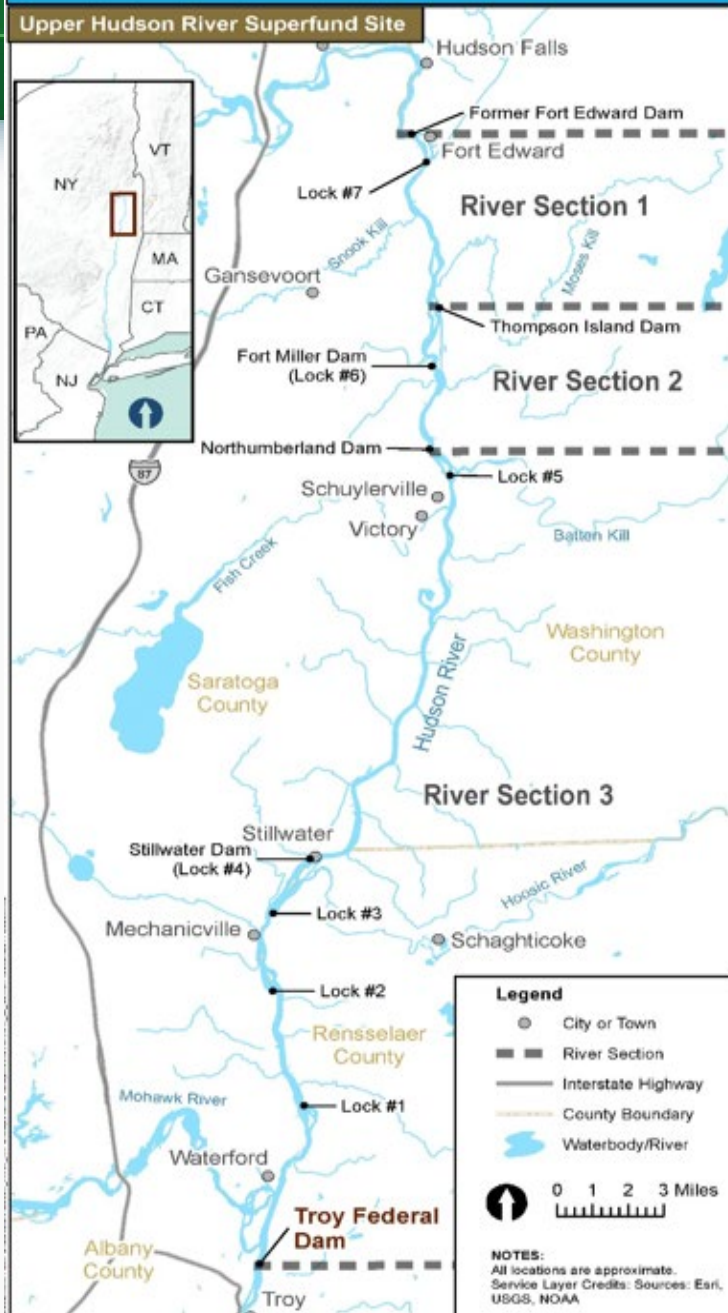 Upper Hudson River Superfund Site
Hudson Falls
Former Fort Edward Dam
Fort Edward
Lock #7
River Section 1
VT
NY
MA
CT
PA
NJ
Snook Kill
Moses Kill
Gansevoort
Thompson Island Dam
Fort Miller Dam
(Lock #6)
River Section 2
Northumberland Dam
87
Lock #5
Schuylerville
Victory
Batten Kill
Fish Creek
Washington
County
Hudson River
Saratoga
County
River Section 3
Stillwater
Stillwater Dam
(Lock #4)
Hoosic River
Lock #3
Mechanicville
Schaghticoke
Lock #2
Rensselaer
County
Mohawk River
Lock #1
Waterford
Troy Federal
Dam
Albany
County
Troy
Legend
City or Town
River Section
Interstate Highway
County Boundary
Waterbody/River
0 1 2 3 Miles
NOTES:
All locations are approximate.
Service Layer Credits: Sources: Esri,
USGS, NOAA